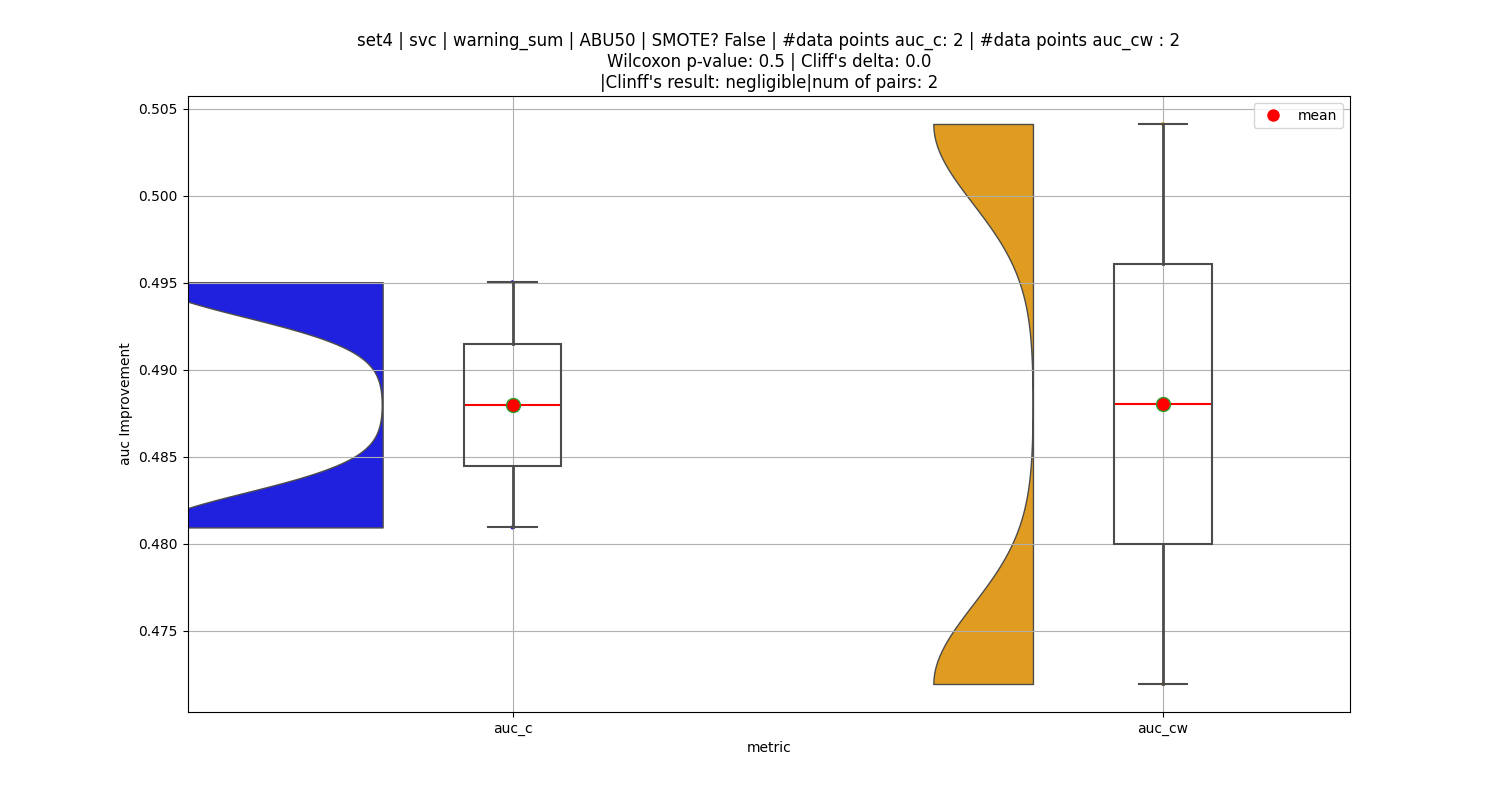 set4 | svc | warning_sum | ABU50 | SMOTE? False | #data points auc_c: 2 | #data points auc_cw : 2
Wilcoxon p-value: 0.5 | Cliff's delta: 0.0
|Clinff's result: negligible|num of pairs: 2
mean
0.505
0.500
0.495
0.490
0.485
0.480
0.475
auc Improvement
auc_c
auc_cw
metric